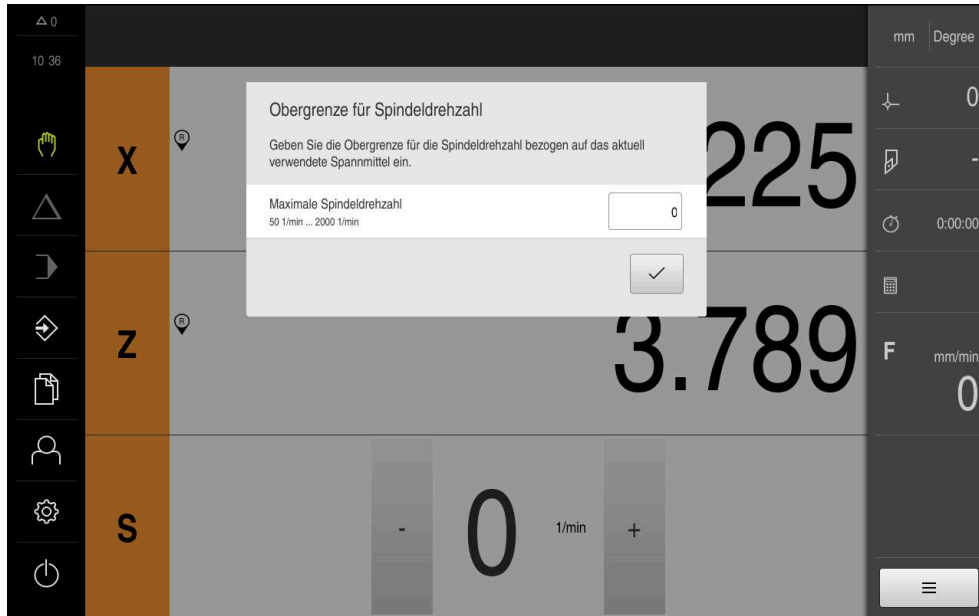 0
10 36
mm Degree
Obergrenze für Spindeldrehzahl
Geben Sie die Obergrenze für die Spindeldrehzahl bezogen auf das aktuell
verwendete Spannmittel ein.
Maximale Spindeldrehzahl
50 1/min ... 2000 1/min
0
X
R
225
0
-
0:00:00
Z
R
3.789
F
mm/min
0
S
-
0
1/min
+